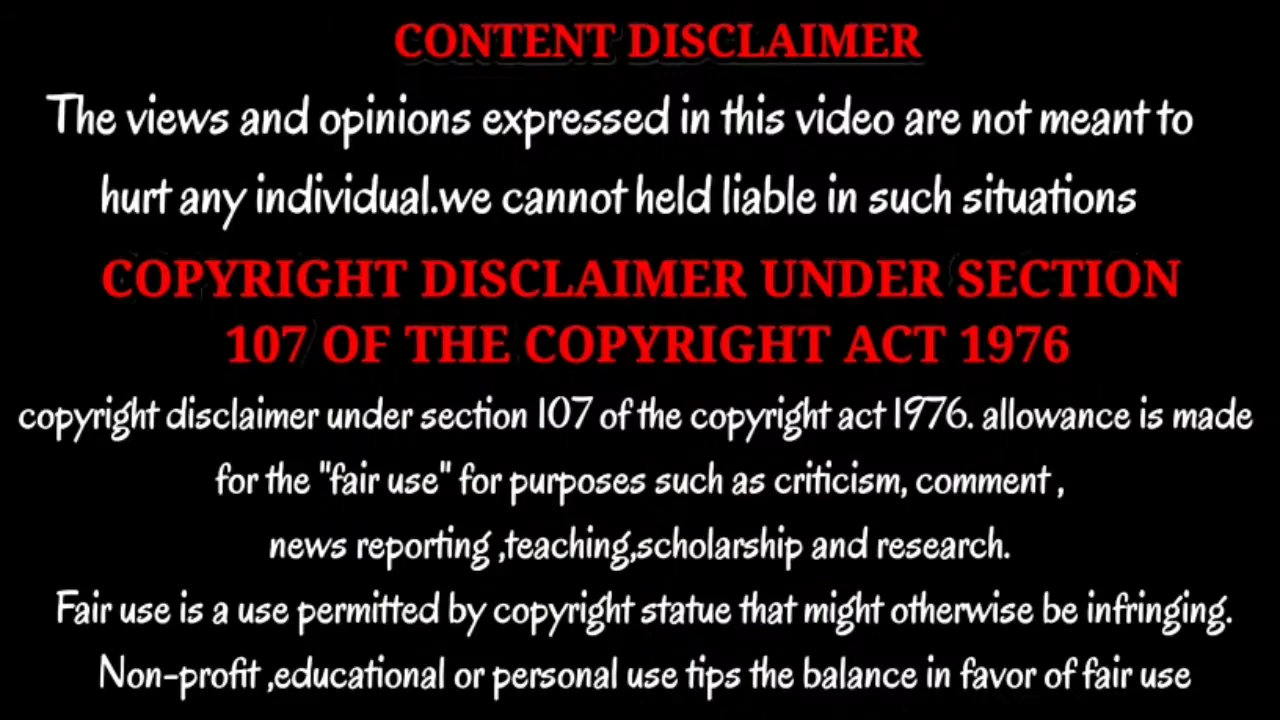 CONTENT DISCLAIMER
The views and opinions expressed in this video are not meant to
hurt any individual.we cannot held liable in such situations
COPYRIGHT DISCLAIMER UNDER SECTION
107 OF THE COPYRIGHT ACT 1976
copyright disclaimer under section 107 of the copyright act 1976. allowance is made
for the "fair use" for purposes such as criticism, comment ,
news reporting ,teaching,scholarship and research.
Fair use is a use permitted by copyright statue that might otherwise be infringing.
Non-profit ,educational or personal use tips the balance in favor of fair use